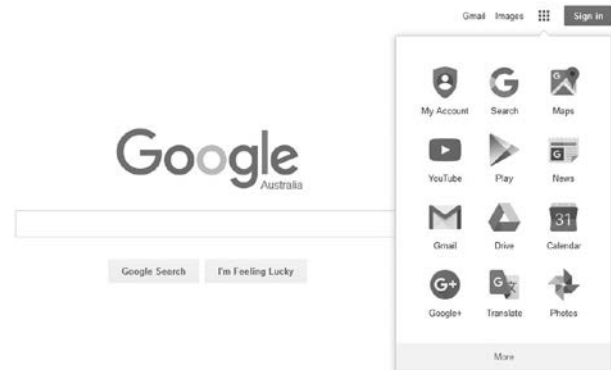 Gmail Images Sign in
Google
Australia
Google Search I'm Feeling Lucky
My Account Search Maps
G
YouTube Play News
G
Gmail Drive Calendar
31
Google+ Translate Photos
G+ G
More